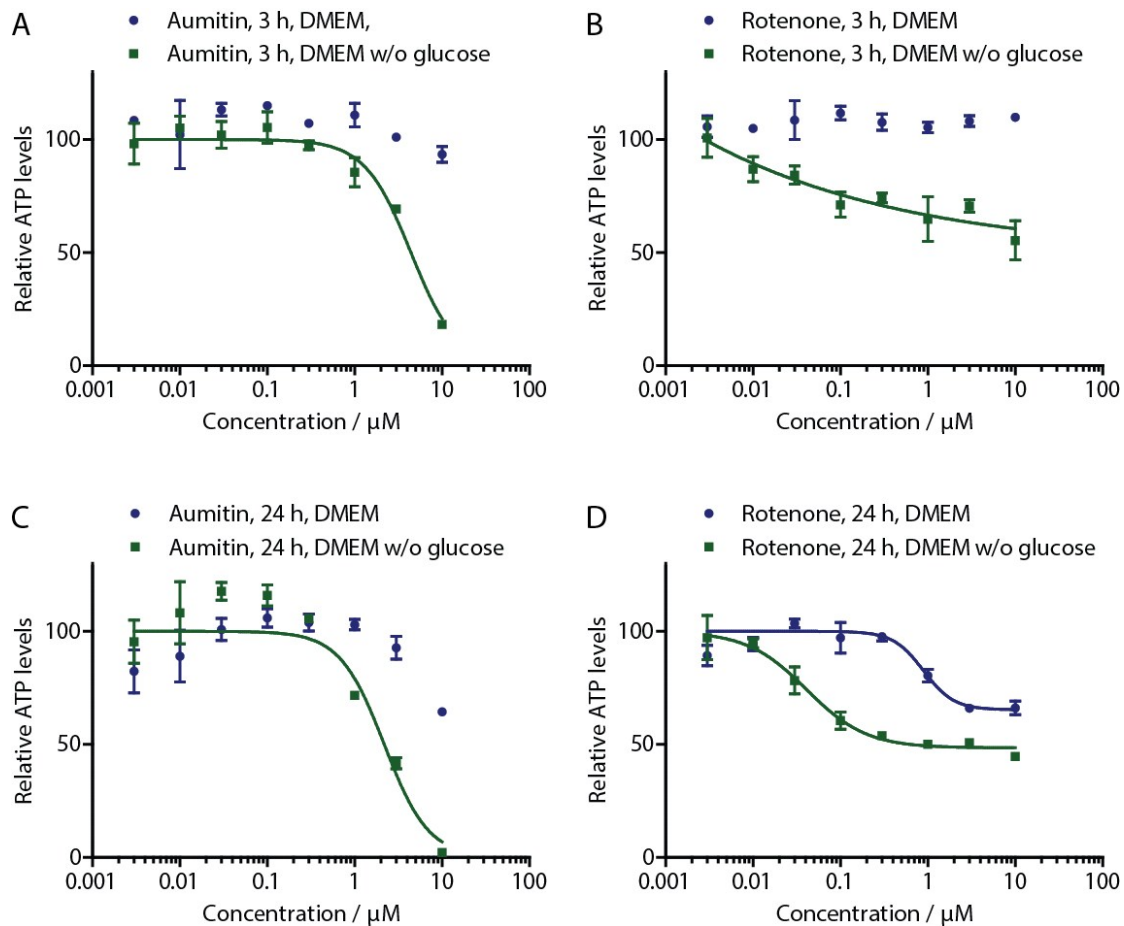 A
Aumitin, 3 h, DMEM,
Aumitin, 3 h, DMEM w/o glucose
Relative ATP levels
100
50
0
0.001 0.01 0.1 1 10 100
Concentration / µM
B
Rotenone, 3 h, DMEM
Rotenone, 3 h, DMEM w/o glucose
Relative ATP levels
100
50
0
0.001 0.01 0.1 1 10 100
Concentration / µM
C
Aumitin, 24 h, DMEM
Aumitin, 24 h, DMEM w/o glucose
Relative ATP levels
100
50
0
0.001 0.01 0.1 1 10 100
Concentration / µM
D
Rotenone, 24 h, DMEM
Rotenone, 24 h, DMEM w/o glucose
Relative ATP levels
100
50
0
0.001 0.01 0.1 1 10 100
Concentration / µM